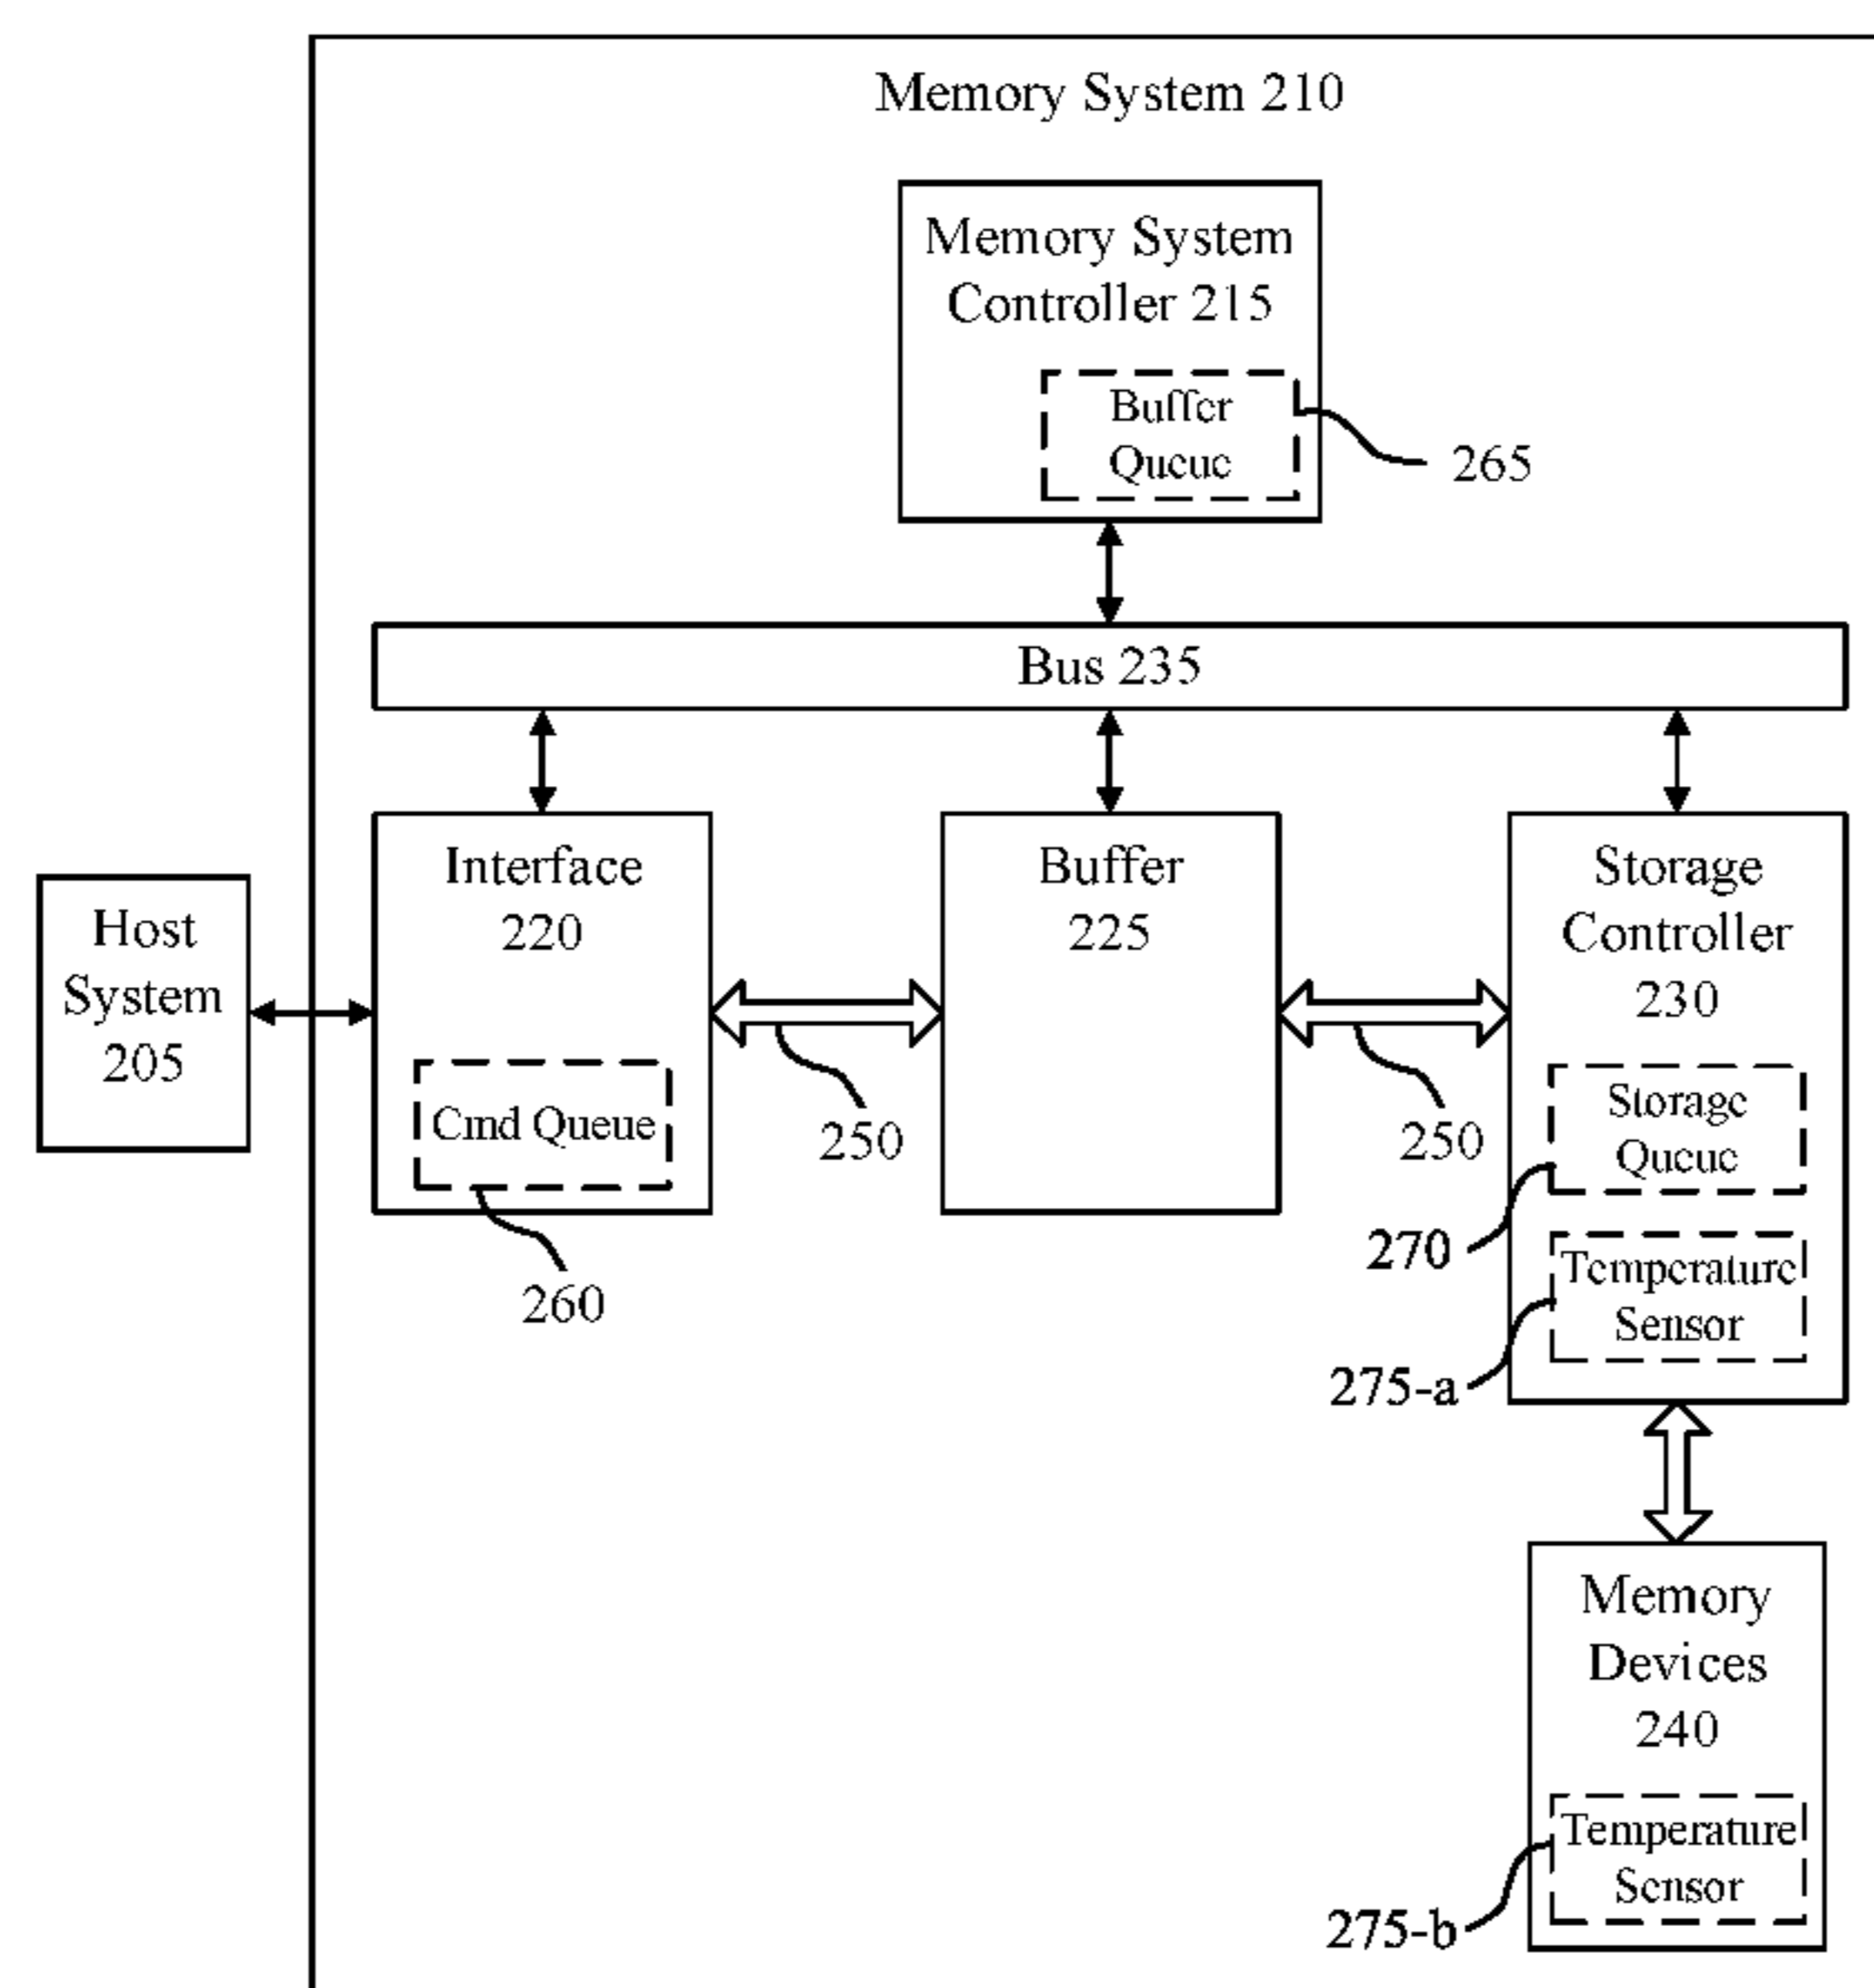 Memory System 210
Memory System
Controller 215
Buffer
Queue
265
Bus 235
Interface
220
Buffer
225
Storage
Controller
230
Host
System
205
Cmd Queue
250
250
Storage
Queue
270
260
Temperature
Sensor
275-a
Memory
Devices
240
Temperature
Sensor
275-b